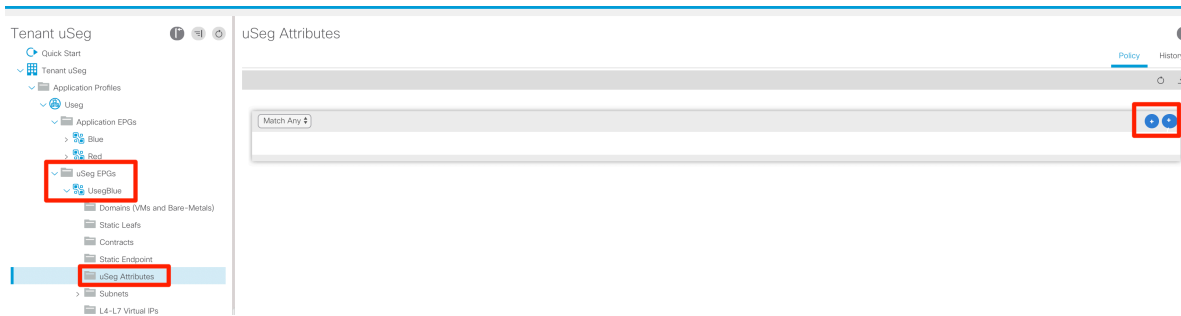 Tenant uSeg
Quick Start
Tenant uSeg
Application Profiles
Useg
Application EPGs
Blue
Red
uSeg EPGs
UsegBlue
Domains (VMs and Bare-Metals)
Static Leafs
Contracts
Static Endpoint
uSeg Attributes
Subnets
L4-L7 Virtual IPs
uSeg Attributes
Policy History
Match Any